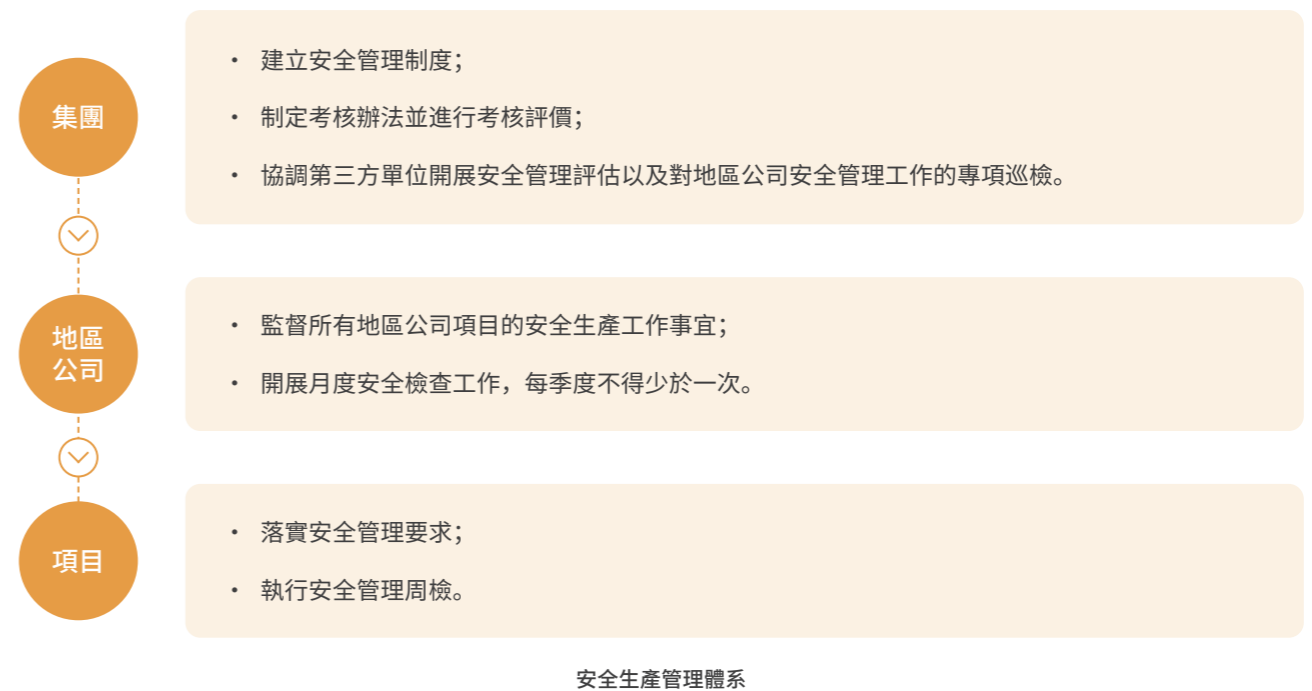 集團
• 建立安全管理制度；
• 制定考核辦法並進行考核評價；
• 協調第三方單位開展安全管理評估以及對地區公司安全管理工作的專項巡檢。
地區
公司
• 監督所有地區公司項目的安全生產工作事宜；
• 開展月度安全檢查工作，每季度不得少於一次。
項目
• 落實安全管理要求；
• 執行安全管理周檢。
安全生產管理體系